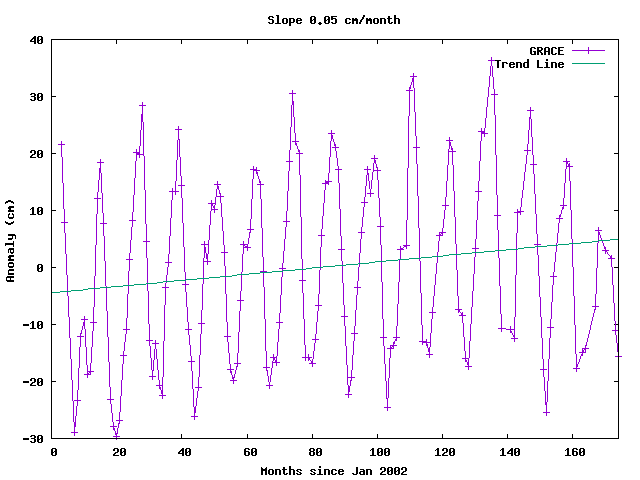 Slope 0.05 cm/month
GRACE
Trend Line
40
30
20
10
0
-10
-20
-30
Anomaly (cm)
0 20 40 60 80 100 120 140 160
Months since Jan 2002